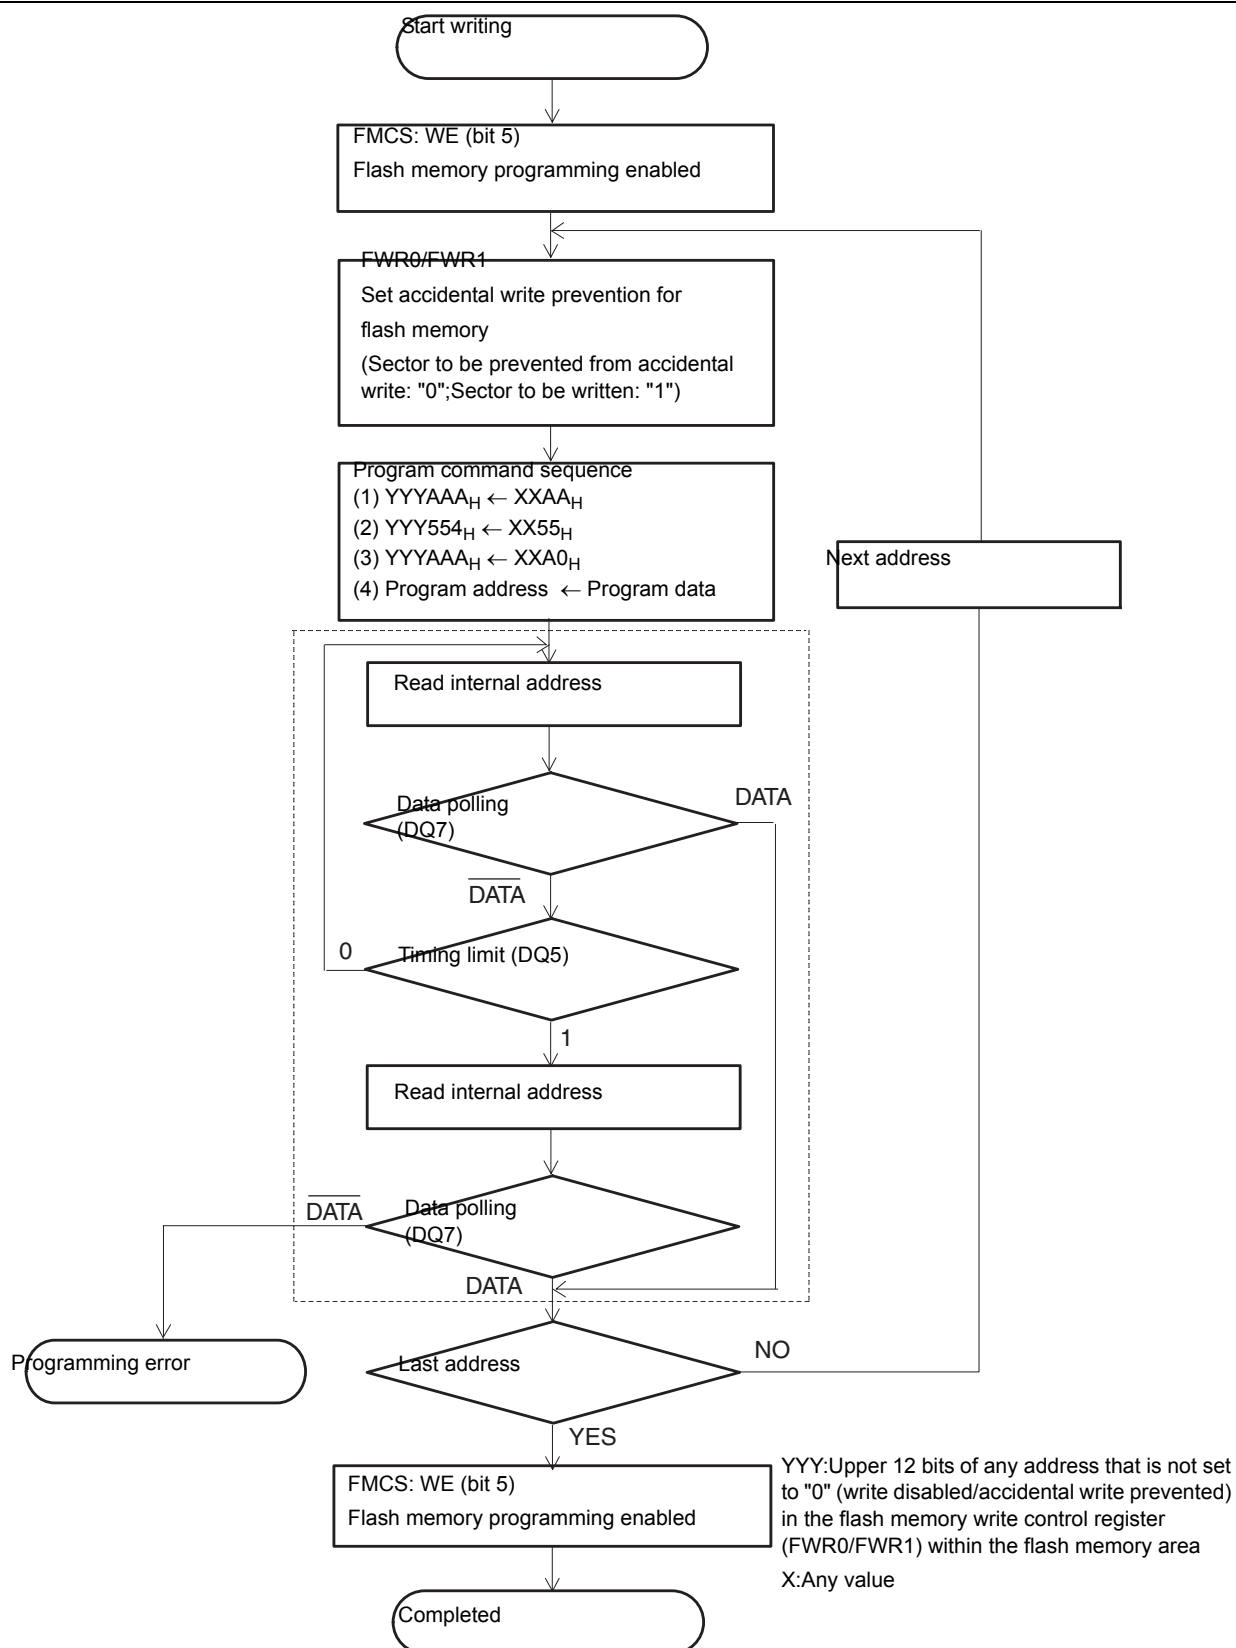 Start writing
FMCS: WE (bit 5)
Flash memory programming enabled
FWR0/FWR1
Set accidental write prevention for
flash memory
(Sector to be prevented from accidental
write: "0";Sector to be written: "1")
Program command sequence
(1) YYYAAAH ← XXAAH
(2) YYY554H ← XX55H
(3) YYYAAAH ← XXA0H
(4) Program address ← Program data
Next address
Read internal address
Data polling
(DQ7)
DATA
DATA
Timing limit (DQ5)
0
1
Read internal address
Data polling
(DQ7)
DATA
DATA
Programming error
Last address
NO
YES
FMCS: WE (bit 5)
Flash memory programming enabled
YYY:Upper 12 bits of any address that is not set
to "0" (write disabled/accidental write prevented)
in the flash memory write control register
(FWR0/FWR1) within the flash memory area
X:Any value
Completed